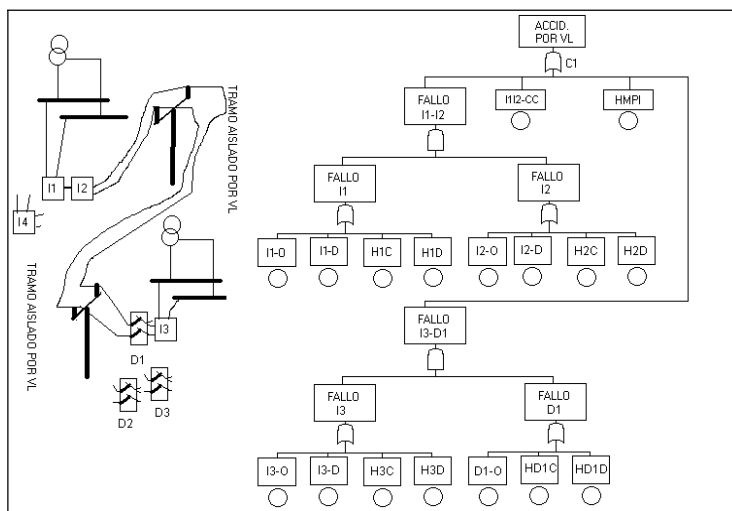 ACCID.
POR VL
C1
FALLO
I1-I2
I1I2-CC
HMPI
FALLO
I1
FALLO
I2
I1-O
I1-D
H1C
H1D
I2-O
I2-D
H2C
H2D
FALLO
I3-D1
FALLO
I3
FALLO
D1
I3-O
I3-D
H3C
H3D
D1-O
HD1C
HD1D
TRAMO AISLADO POR VL
I1
I2
I4
TRAMO AISLADO POR VL
I3
D1
D2
D3